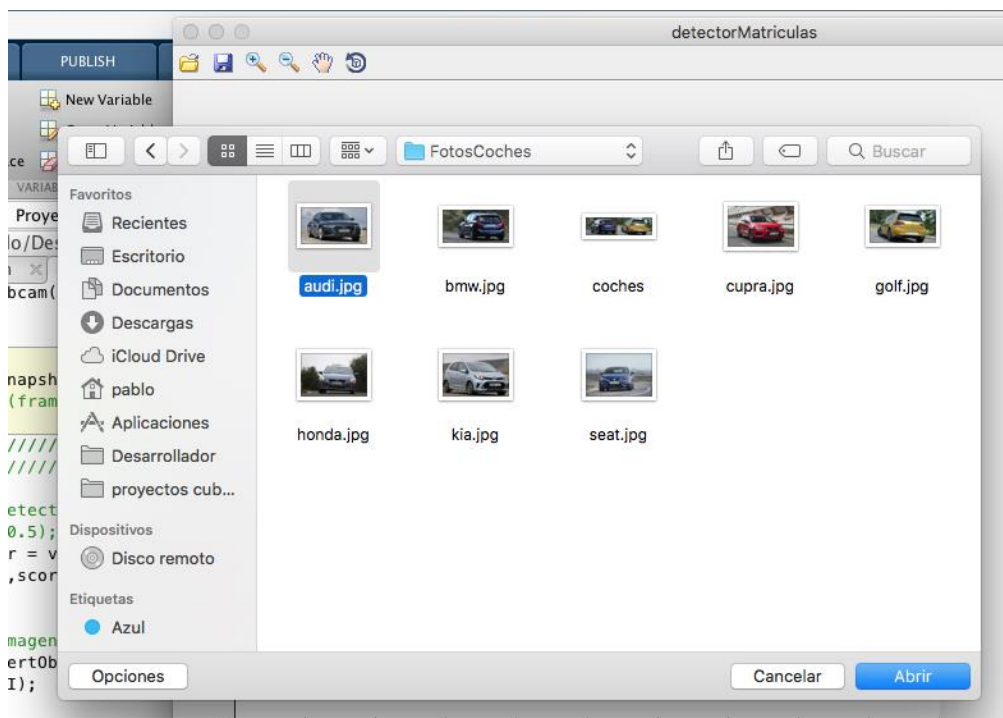 detectorMatriculas
PUBLISH
New Variable
VARIAB
Proye
lo/De
bcam(
napsh
(fram
/////
/////
etect
0.5);
r = v
,scor
magen
ertOb
I);
FotosCoches
Buscar
Favoritos
Recientes
Escritorio
Documentos
Descargas
iCloud Drive
pablo
Aplicaciones
Desarrollador
proyectos cub...
Dispositivos
Disco remoto
Etiquetas
Azul
audi.jpg
bmw.jpg
coches
cupra.jpg
golf.jpg
honda.jpg
kia.jpg
seat.jpg
Opciones
Cancelar
Abrir